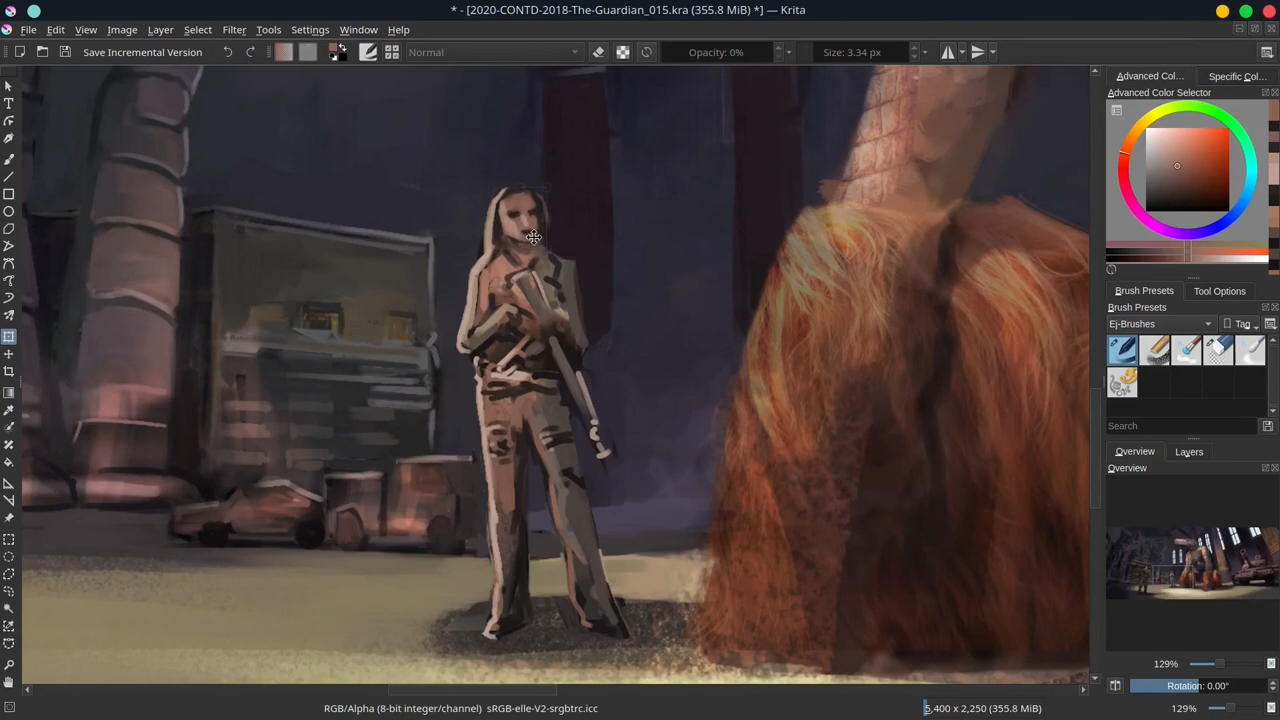 * - [2020-CONTD-2018-The-Guardian_015.kra (355.8 MiB) *] — Krita
File Edit View Image Layer Select Filter Tools Settings Window Help
Save Incremental Version Normal Opacity: 0% Size: 3.34 px
Advanced Col... Specific Col...
Advanced Color Selector
Brush Presets Tool Options
Brush Presets
Ej-Brushes Tag
Search
Overview Layers
Overview
129%
Rotation: 0.00°
RGB/Alpha (8-bit integer/channel) sRGB-elle-V2-srgbtrc.icc 5,400 x 2,250 (355.8 MiB) 129%